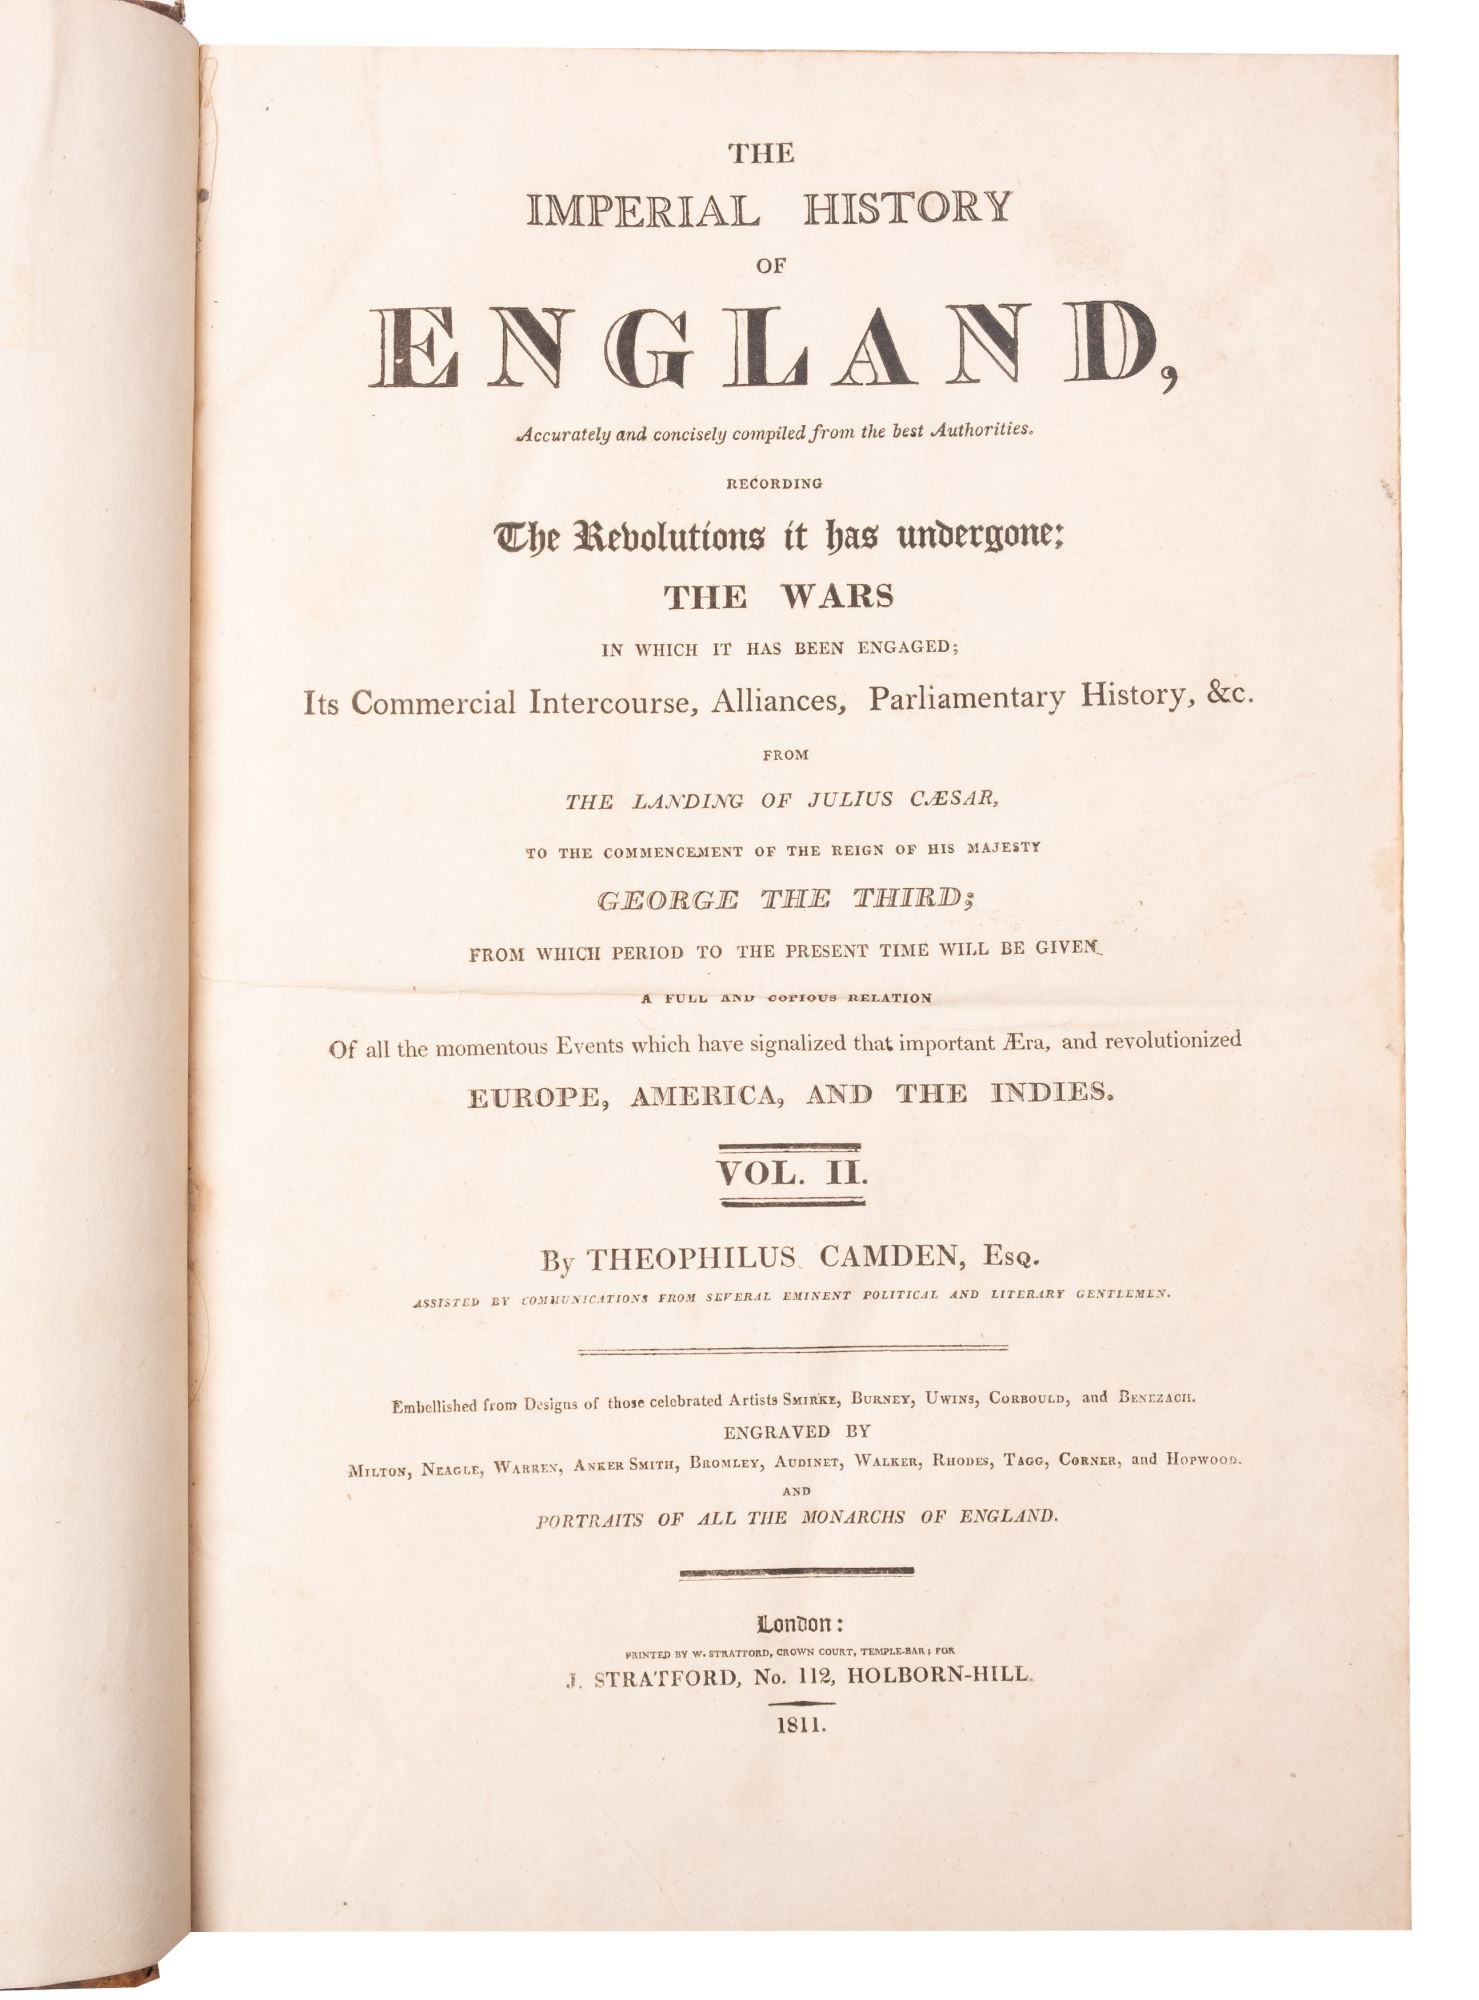 THE
IMPERIAL HISTORY
OF
ENGLAND,
Accurately and concisely compiled from the best Authorities.
RECORDING
The Revolutions it has undergone;
THE WARS
IN WHICH IT HAS BEEN ENGAGED;
Its Commercial Intercourse, Alliances, Parliamentary History, &c.
FROM
THE LANDING OF JULIUS CÆSAR,
TO THE COMMENCEMENT OF THE REIGN OF HIS MAJESTY
GEORGE THE THIRD;
FROM WHICH PERIOD TO THE PRESENT TIME WILL BE GIVEN
A FULL AND COPIOUS RELATION
Of all the momentous Events which have signalized that important Æra, and revolutionized
EUROPE, AMERICA, AND THE INDIES.
VOL. II.
By THEOPHILUS CAMDEN, Esq.
ASSISTED BY COMMUNICATIONS FROM SEVERAL EMINENT POLITICAL AND LITERARY GENTLEMEN.
Embellished from Designs of those celebrated Artists Smirke, Burney, Uwins, Corbould, and Benezach.
ENGRAVED BY
Milton, Neagle, Warren, Anker Smith, Bromley, Audinet, Walker, Rhodes, Tagg, Corner, and Hopwood.
AND
PORTRAITS OF ALL THE MONARCHS OF ENGLAND.
London:
PRINTED BY W. STRATFORD, CROWN COURT, TEMPLE-BAR; FOR
J. STRATFORD, No. 112, HOLBORN-HILL.
1811.